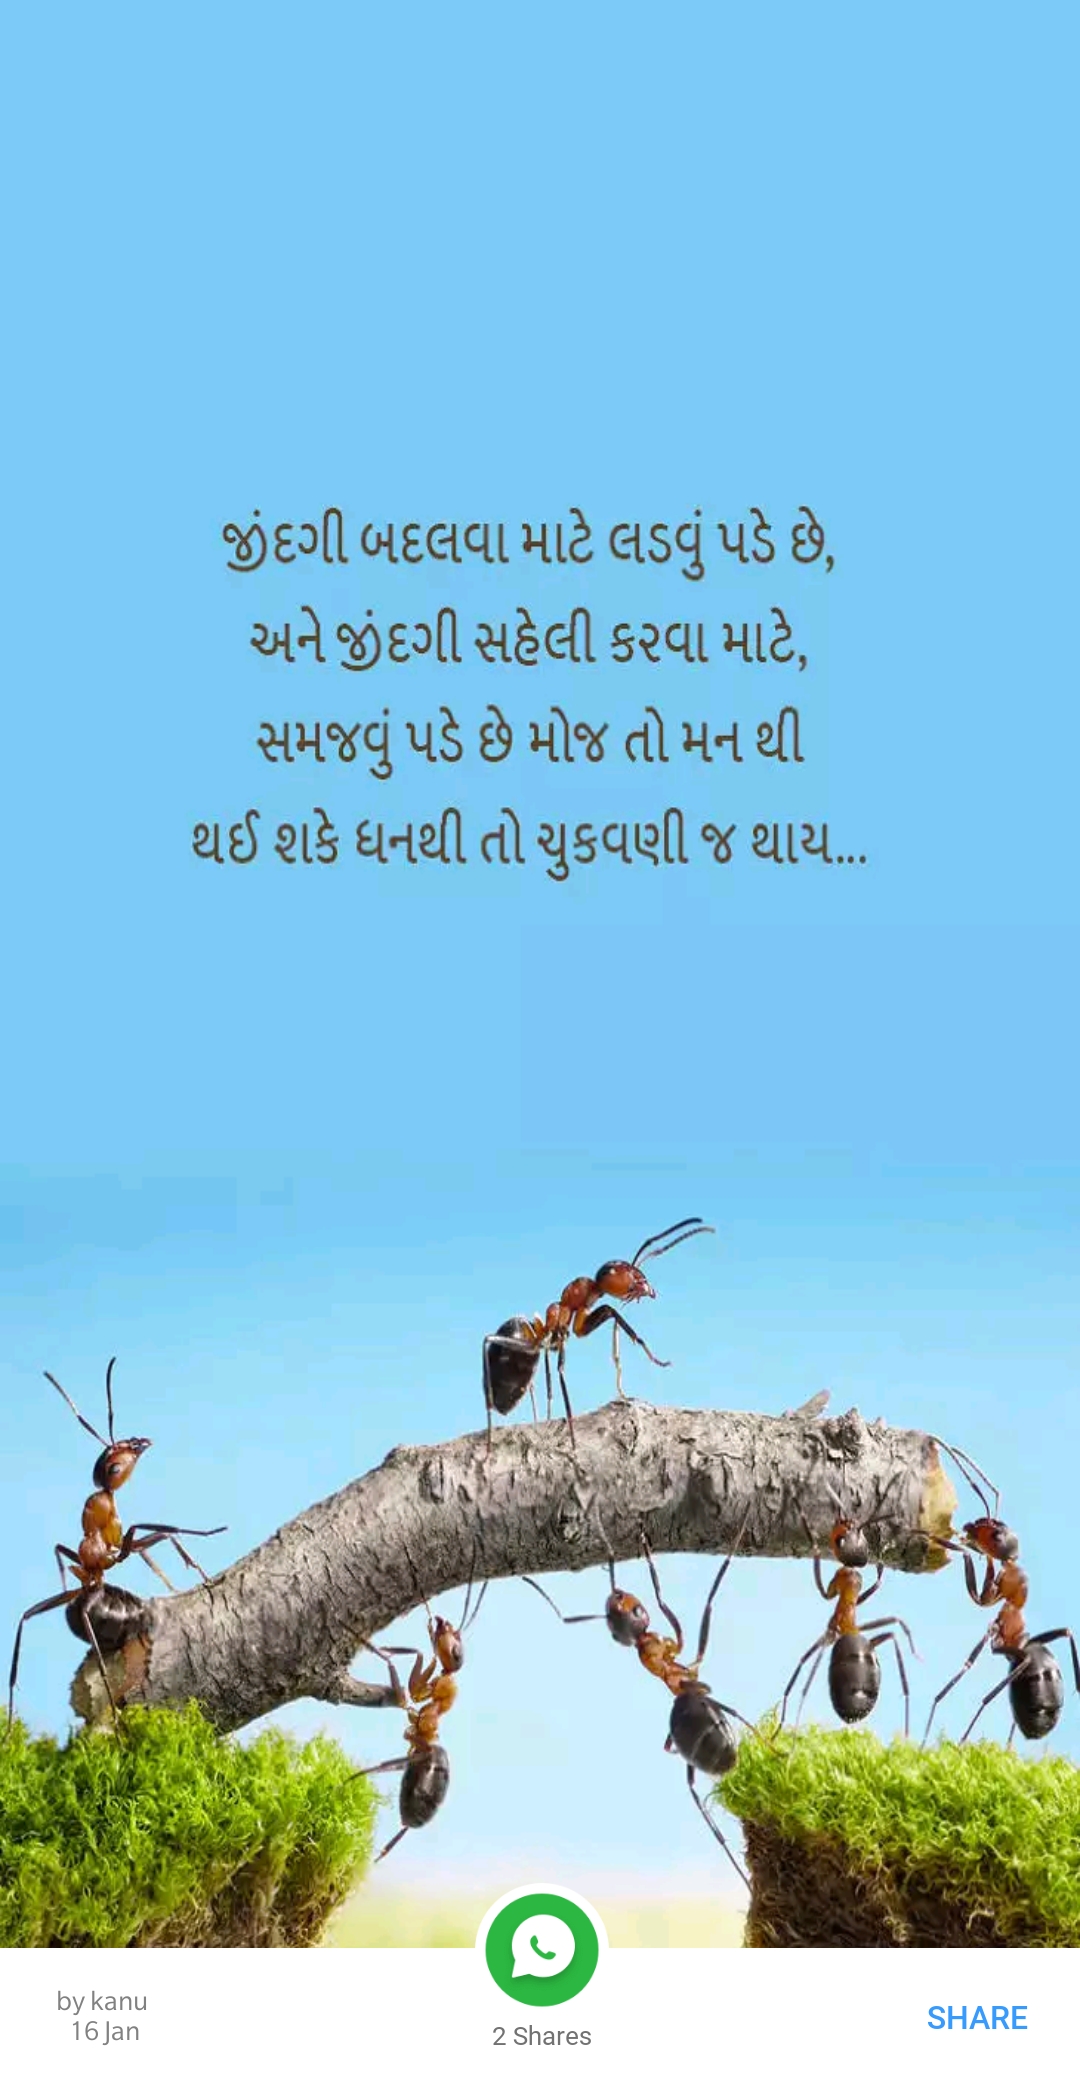 જીંદગી બદલવા માટે લડવું પડે છે,
અને જીંદગી સહેલી કરવા માટે,
સમજવું પડે છે મોજ તો મન થી
થઈ શકે ધનથી તો ચુકવણી જ થાય...
by kanu
16 Jan
2 Shares
SHARE